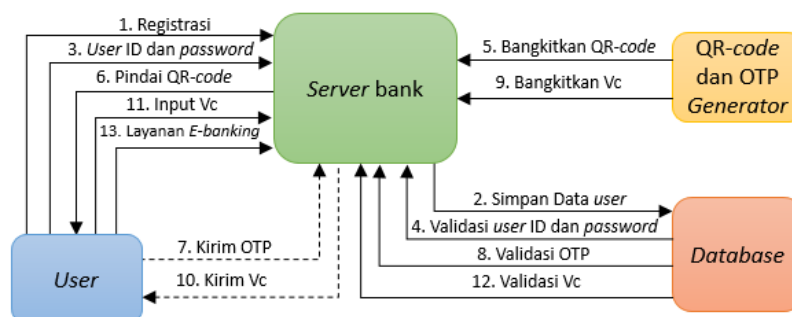 1. Registrasi
3. User ID dan password
6. Pindai QR-code
11. Input Vc
13. Layanan E-banking
Server bank
5. Bangkitkan QR-code
9. Bangkitkan Vc
QR-code
dan OTP
Generator
2. Simpan Data user
4. Validasi user ID dan password
8. Validasi OTP
12. Validasi Vc
Database
7. Kirim OTP
10. Kirim Vc
User